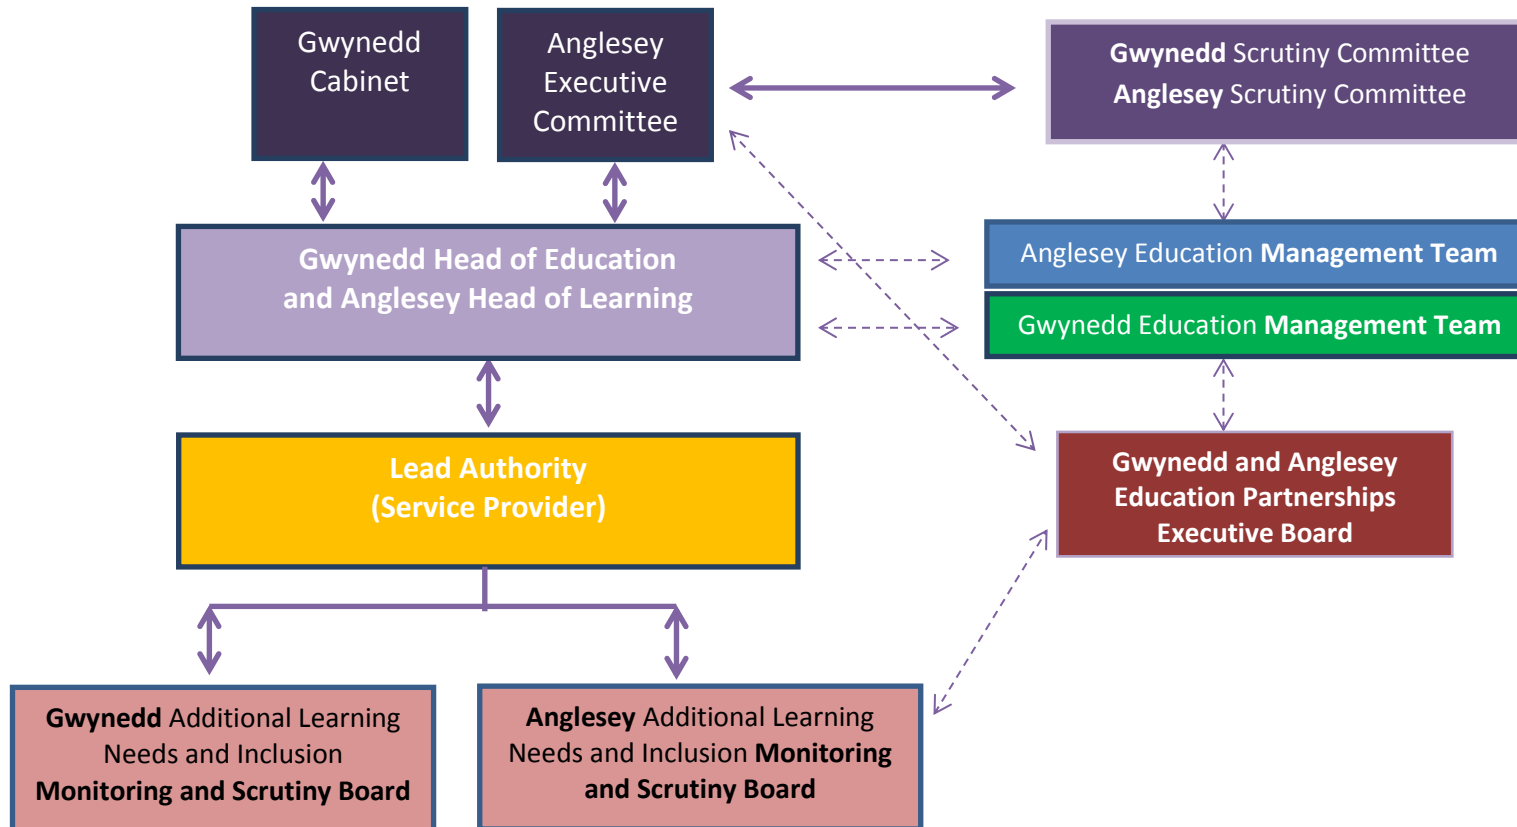 Gwynedd
Cabinet
Anglesey
Executive
Committee
Gwynedd Scrutiny Committee
Anglesey Scrutiny Committee
Gwynedd Head of Education
and Anglesey Head of Learning
Anglesey Education Management Team
Gwynedd Education Management Team
Lead Authority
(Service Provider)
Gwynedd and Anglesey
Education Partnerships
Executive Board
Gwynedd Additional Learning
Needs and Inclusion
Monitoring and Scrutiny Board
Anglesey Additional Learning
Needs and Inclusion Monitoring
and Scrutiny Board